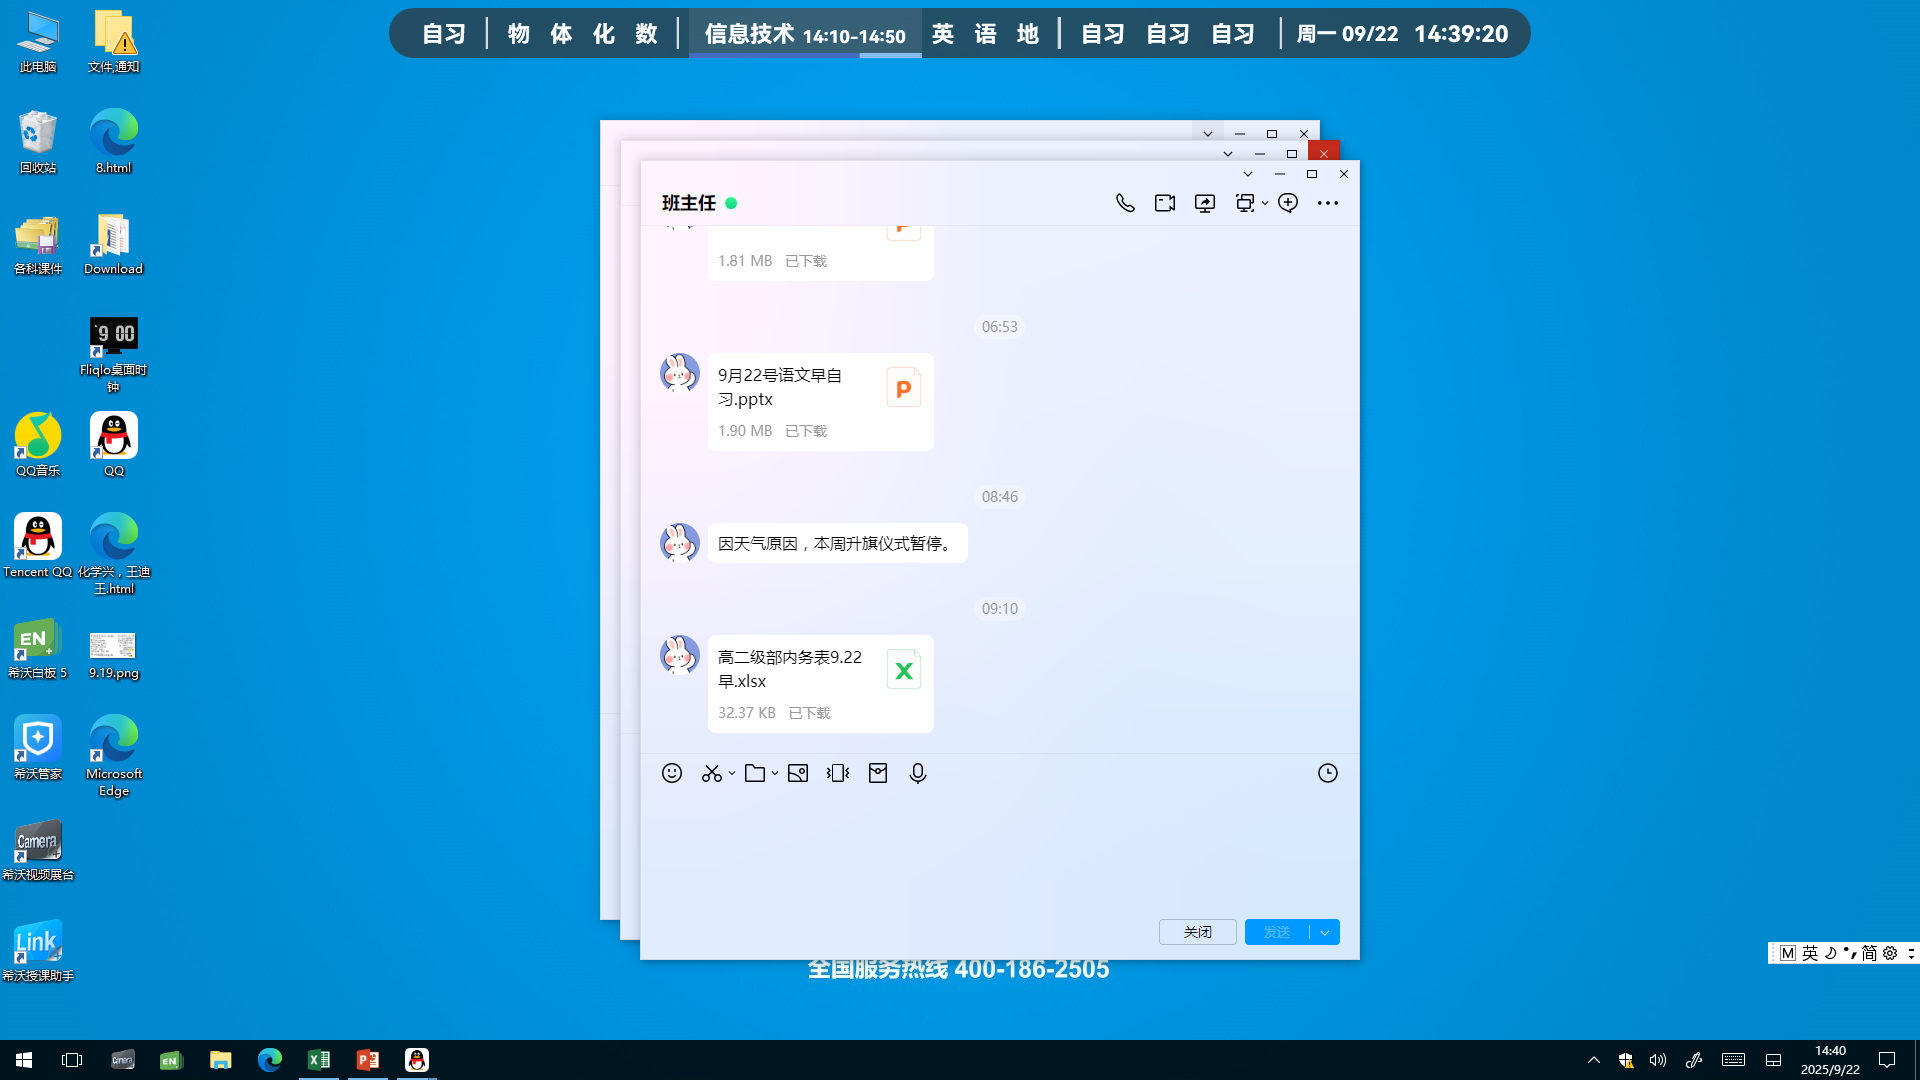 自习 物 体 化 数 信息技术 14:10-14:50 英 语 地 自习 自习 自习 周一 09/22 14:39:20
此电脑
文件,通知
回收站
8.html
各科课件
Download
9 00
Fliqlo桌面时
钟
QQ音乐
QQ
Tencent QQ
化学兴，王迪
王.html
EN
希沃白板 5
9.19.png
希沃管家
Microsoft
Edge
Camera
希沃视频展台
Link
希沃授课助手
班主任
1.81 MB 已下载
06:53
9月22号语文早自
习.pptx
P
1.90 MB 已下载
08:46
因天气原因，本周升旗仪式暂停。
09:10
高二级部内务表9.22
早.xlsx
X
32.37 KB 已下载
关闭
发送
全国服务热线 400-186-2505
M 英 简
Camera
EN
14:40
2025/9/22